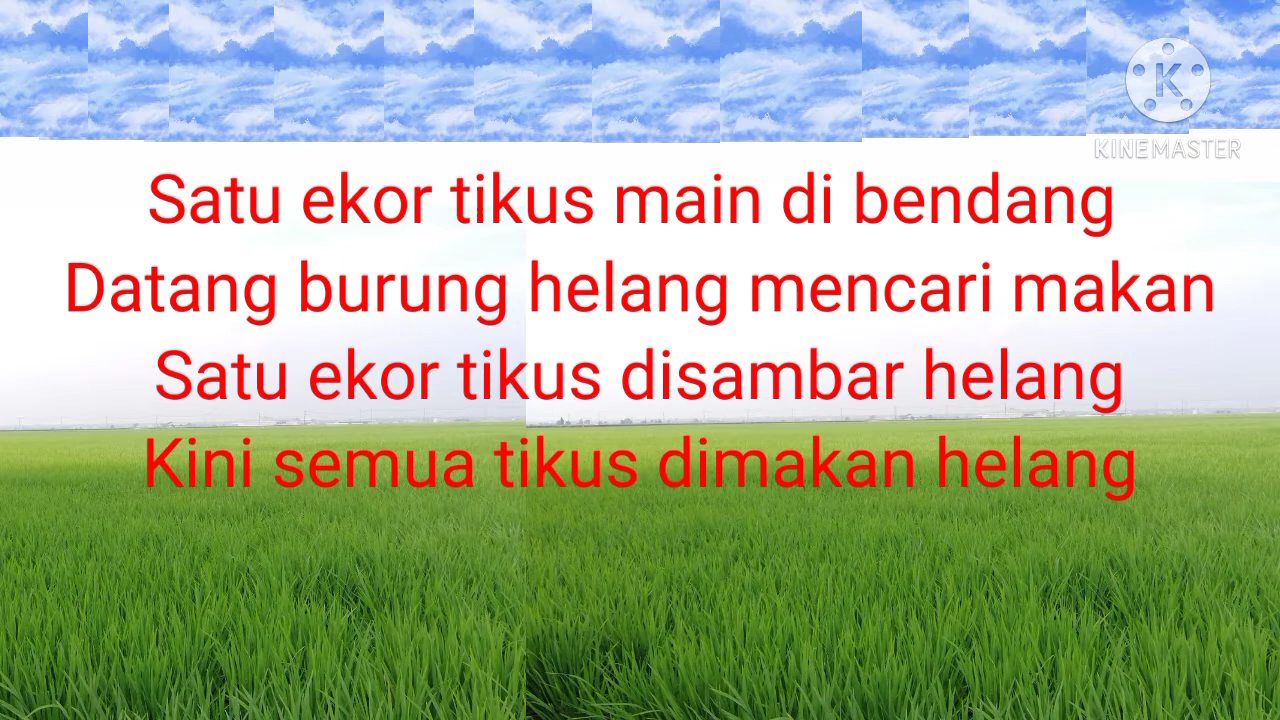 KINEMASTER
Satu ekor tikus main di bendang
Datang burung helang mencari makan
Satu ekor tikus disambar helang
Kini semua tikus dimakan helang